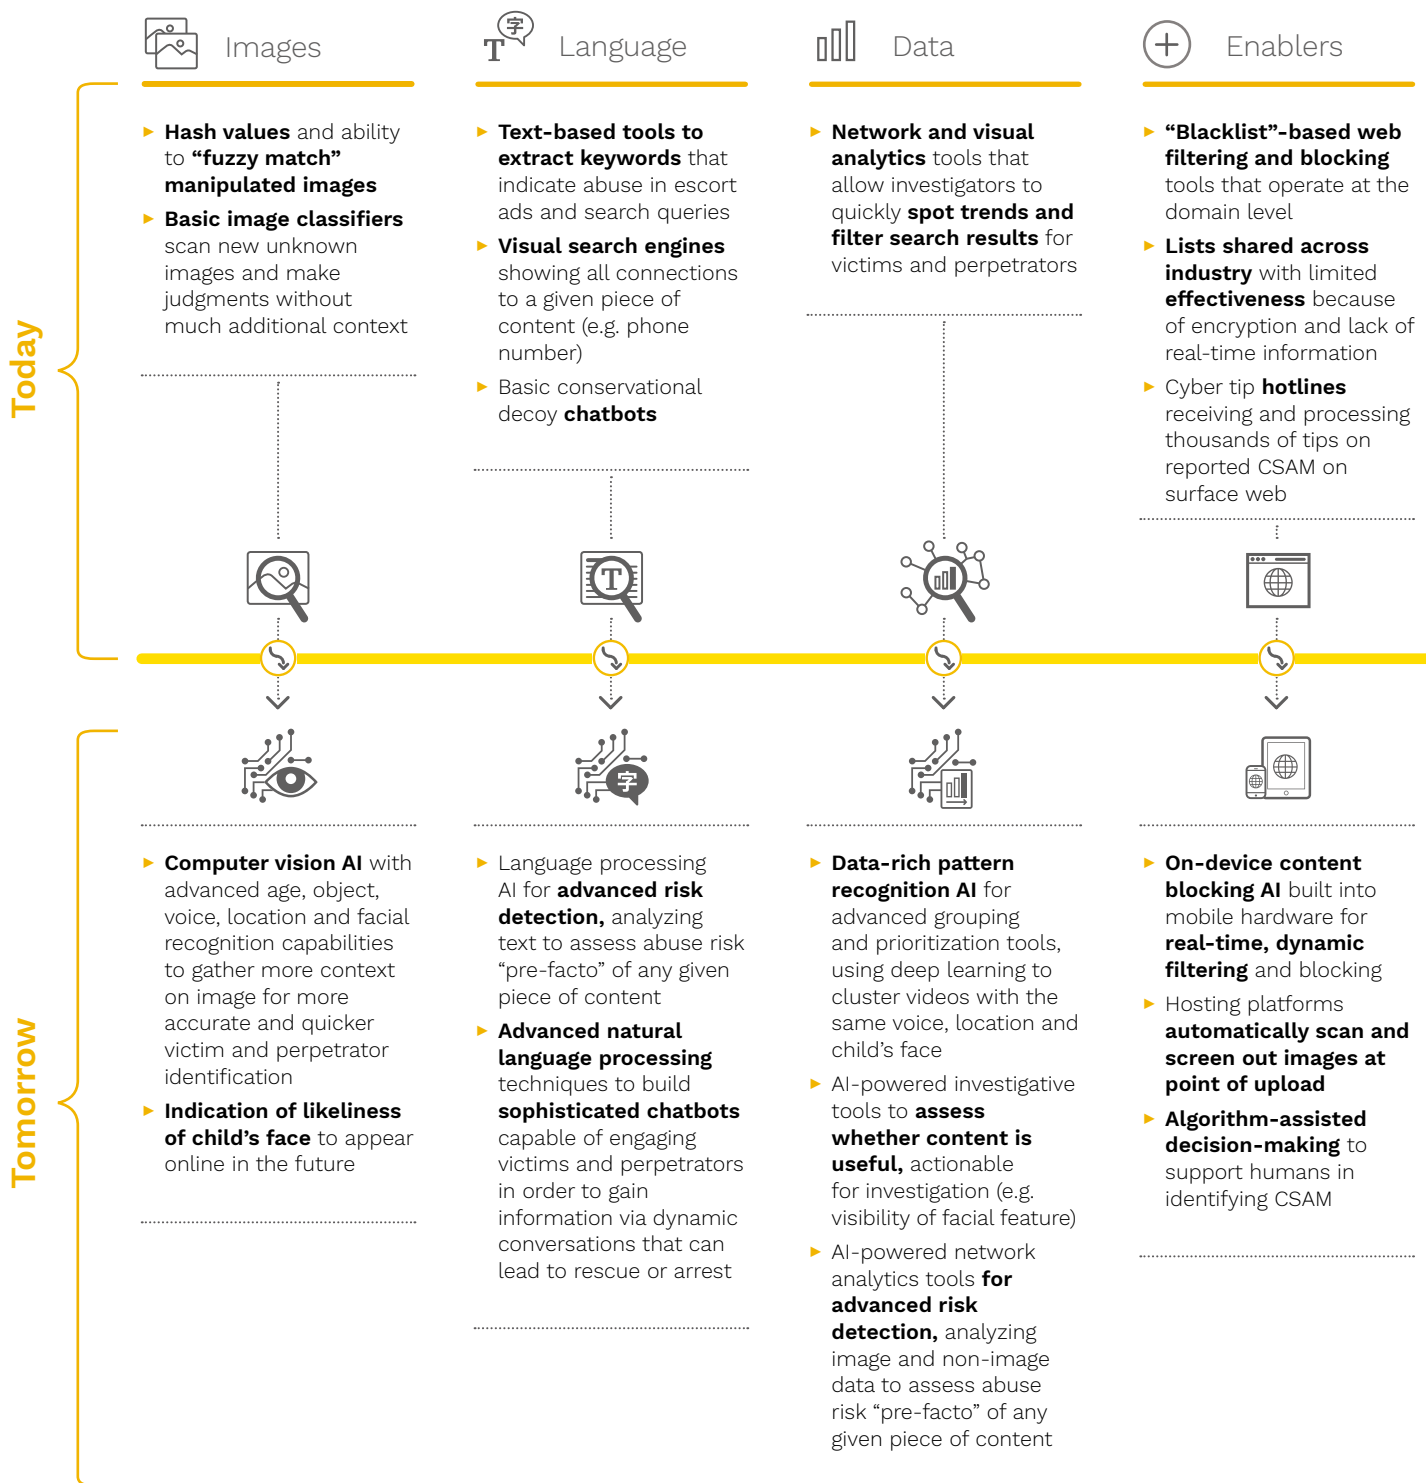 Images
Language
Data
Enablers
Today
Hash values and ability
to “fuzzy match”
manipulated images
Basic image classifiers
scan new unknown
images and make
judgments without
much additional context
Text-based tools to
extract keywords that
indicate abuse in escort
ads and search queries
Visual search engines
showing all connections
to a given piece of
content (e.g. phone
number)
Basic conservational
decoy chatbots
Network and visual
analytics tools that
allow investigators to
quickly spot trends and
filter search results for
victims and perpetrators
“Blacklist”-based web
filtering and blocking
tools that operate at the
domain level
Lists shared across
industry with limited
effectiveness because
of encryption and lack of
real-time information
Cyber tip hotlines
receiving and processing
thousands of tips on
reported CSAM on
surface web
Tomorrow
Computer vision AI with
advanced age, object,
voice, location and facial
recognition capabilities
to gather more context
on image for more
accurate and quicker
victim and perpetrator
identification
Indication of likeliness
of child’s face to appear
online in the future
Language processing
AI for advanced risk
detection, analyzing
text to assess abuse risk
“pre-facto” of any given
piece of content
Advanced natural
language processing
techniques to build
sophisticated chatbots
capable of engaging
victims and perpetrators
in order to gain
information via dynamic
conversations that can
lead to rescue or arrest
Data-rich pattern
recognition AI for
advanced grouping
and prioritization tools,
using deep learning to
cluster videos with the
same voice, location and
child’s face
AI-powered investigative
tools to assess
whether content is
useful, actionable
for investigation (e.g.
visibility of facial feature)
AI-powered network
analytics tools for
advanced risk
detection, analyzing
image and non-image
data to assess abuse
risk “pre-facto” of any
given piece of content
On-device content
blocking AI built into
mobile hardware for
real-time, dynamic
filtering and blocking
Hosting platforms
automatically scan and
screen out images at
point of upload
Algorithm-assisted
decision-making to
support humans in
identifying CSAM
T
字
T
字